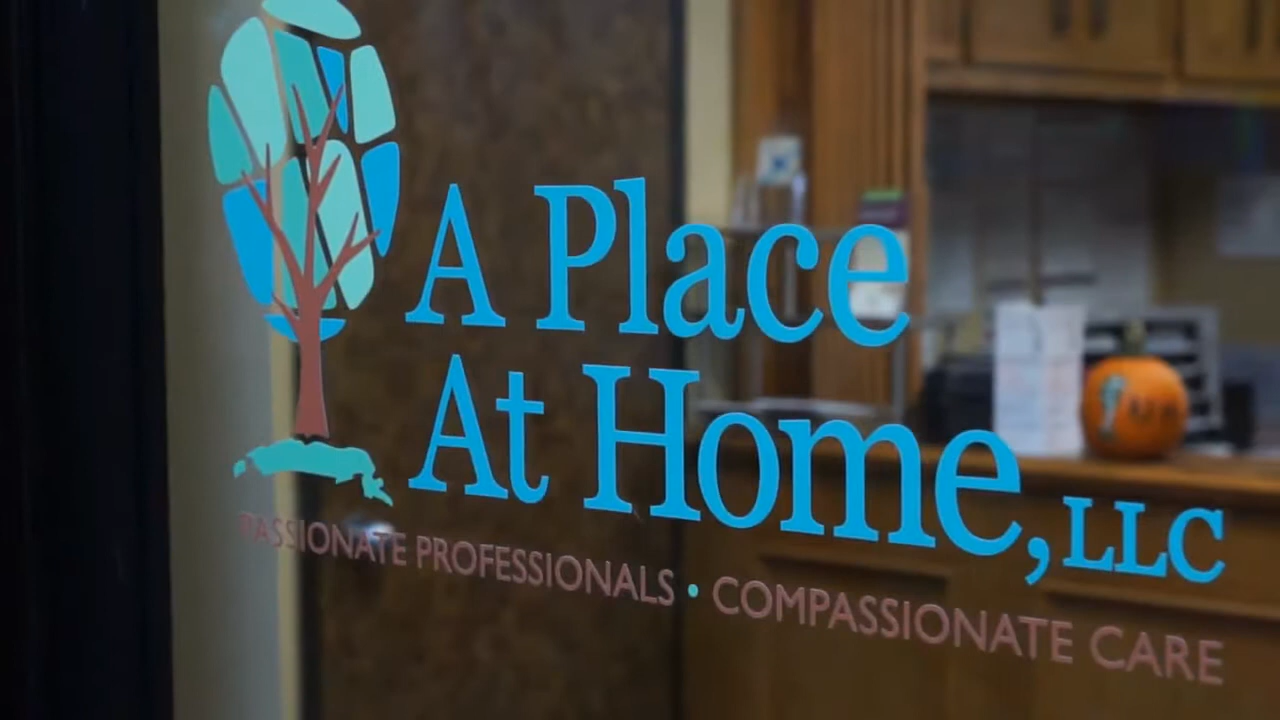 A Place
At Home, LLC
PASSIONATE PROFESSIONALS • COMPASSIONATE CARE